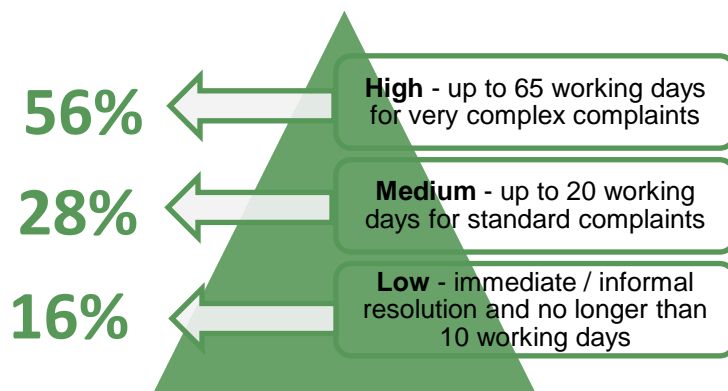 56%
High - up to 65 working days
for very complex complaints
28%
Medium - up to 20 working
days for standard complaints
16%
Low - immediate / informal
resolution and no longer than
10 working days